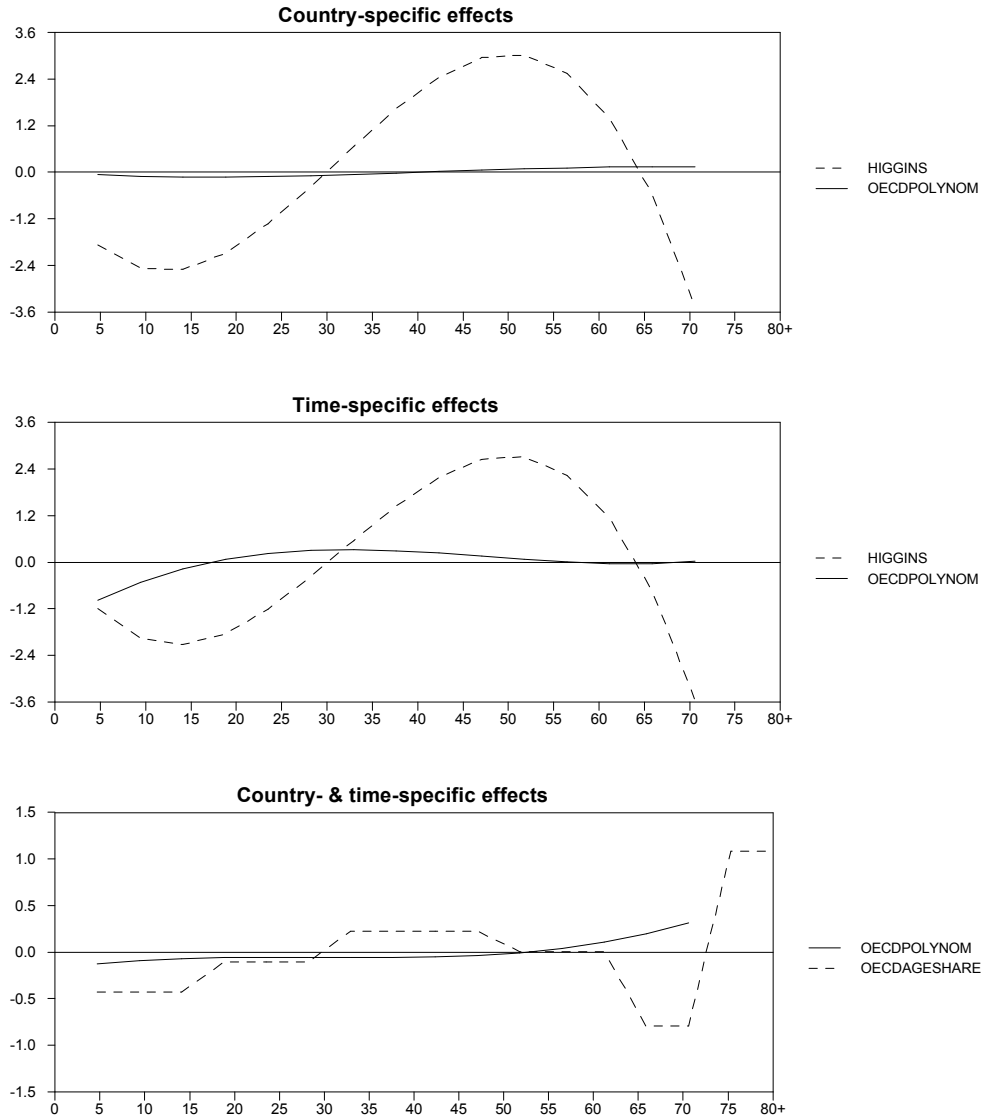 Country-specific effects
3.6
2.4
1.2
0.0
-1.2
-2.4
-3.6
0 5 10 15 20 25 30 35 40 45 50 55 60 65 70 75 80+
HIGGINS
OECDPOLYNOM
Time-specific effects
3.6
2.4
1.2
0.0
-1.2
-2.4
-3.6
0 5 10 15 20 25 30 35 40 45 50 55 60 65 70 75 80+
HIGGINS
OECDPOLYNOM
Country- & time-specific effects
1.5
1.0
0.5
0.0
-0.5
-1.0
-1.5
0 5 10 15 20 25 30 35 40 45 50 55 60 65 70 75 80+
OECDPOLYNOM
OECDAGESHARE